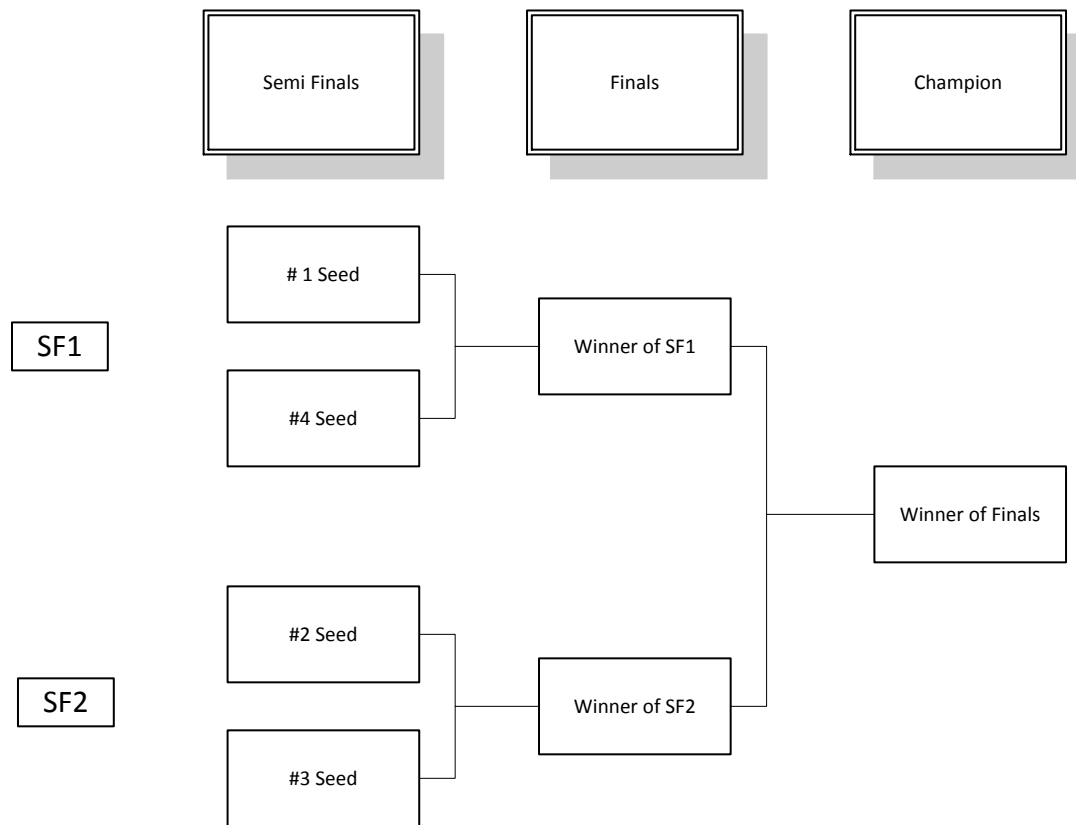 Semi Finals
Finals
Champion
# 1 Seed
SF1
Winner of SF1
#4 Seed
Winner of Finals
#2 Seed
SF2
Winner of SF2
#3 Seed